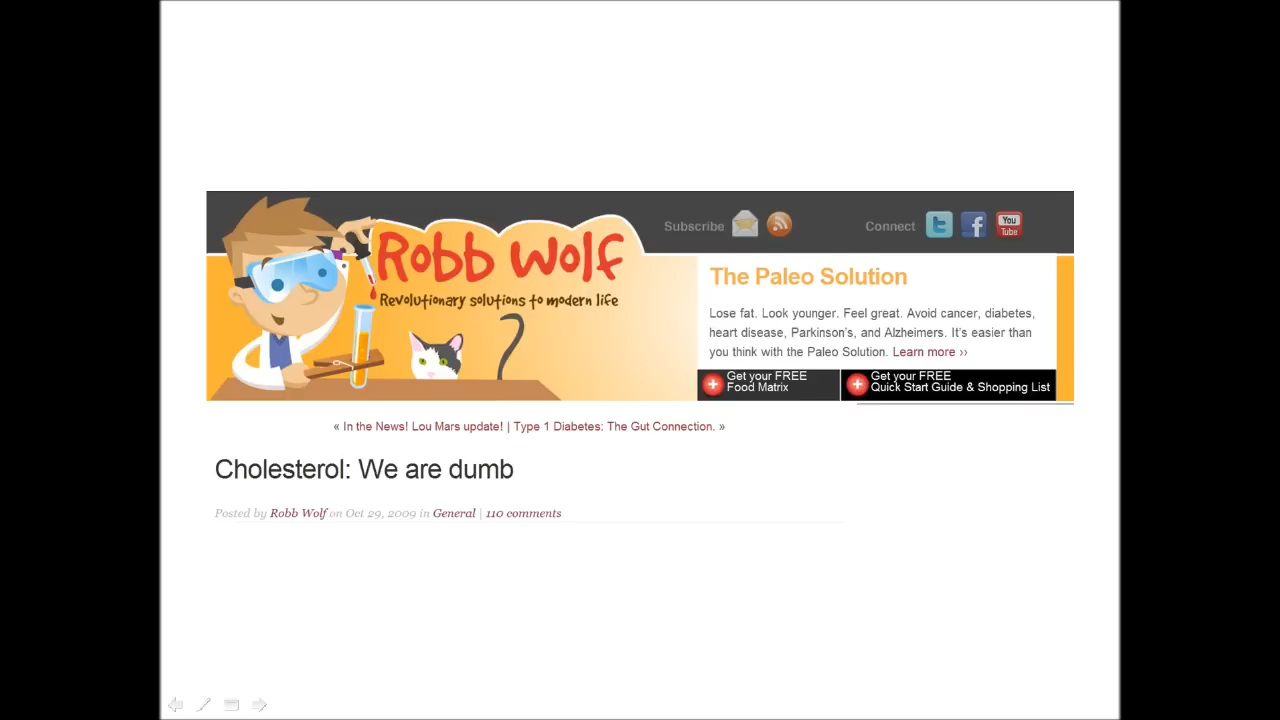 Robb Wolf
Revolutionary solutions to modern life
Subscribe
Connect
You
Tube
The Paleo Solution
Lose fat. Look younger. Feel great. Avoid cancer, diabetes,
heart disease, Parkinson's, and Alzheimers. It's easier than
you think with the Paleo Solution. Learn more ››
Get your FREE
Food Matrix
Get your FREE
Quick Start Guide & Shopping List
« In the News! Lou Mars update! | Type 1 Diabetes: The Gut Connection. »
Cholesterol: We are dumb
Posted by Robb Wolf on Oct 29, 2009 in General | 110 comments